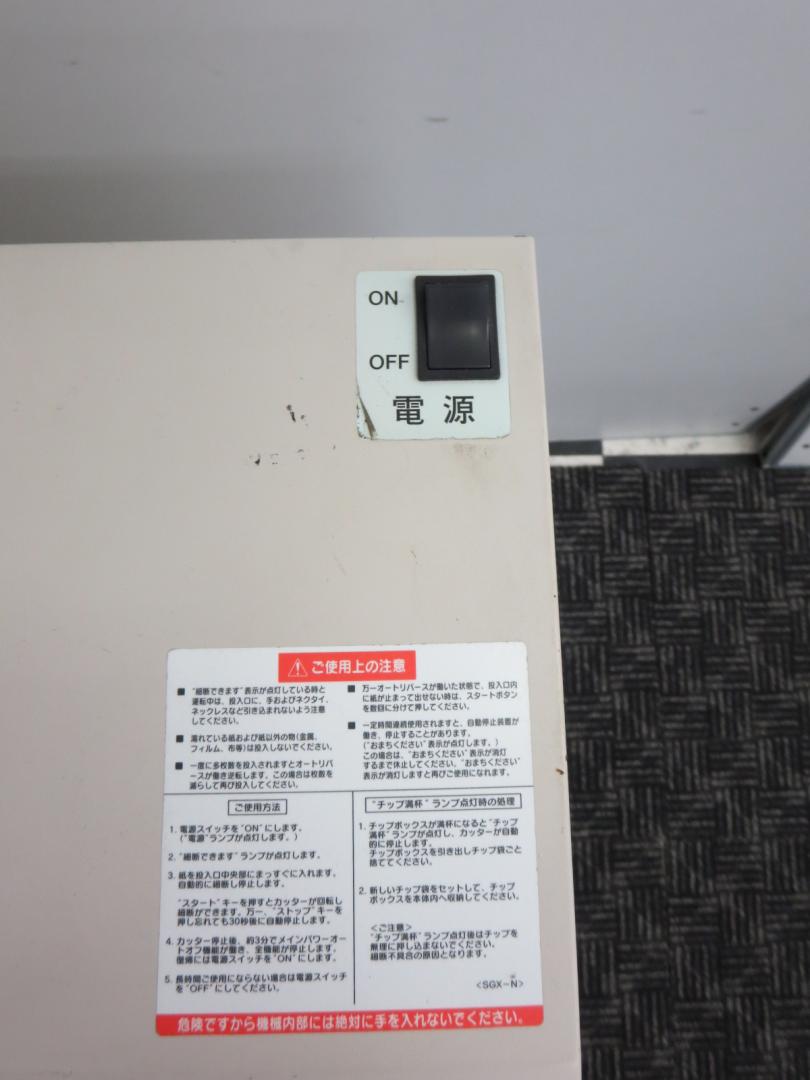 ON
OFF
電源
ご使用上の注意
■ "細断できます"表示が点灯している時と
運転中は、投入口に、手およびネクタイ、
ネックレスなど引き込まれないよう注意
してください。
■ 濡れている紙および紙以外の物(金属、
フィルム、布等)は投入しないでください。
■ 一度に多枚数を投入されますとオートリバ
ースが働き逆転します。この場合は枚数を
減らして再び投入してください。
■ 万一オートリバースが働いた状態で、投入口内
に紙が止まって出せない時は、スタートボタン
を数回に分けて押してください。
■ 一定時間連続使用されますと、自動停止装置が
働き、停止することがあります。
("おまちください"表示が点灯します。)
この場合は、"おまちください"表示が消灯
するまで休止してください。"おまちください"
表示が消灯しますと再びご使用になれます。
ご使用方法
1. 電源スイッチを"ON"にします。
("電源"ランプが点灯します。)
2. "細断できます"ランプが点灯します。
3. 紙を投入口中央部にまっすぐに入れます。
自動的に細断し停止します。
"スタート"キーを押すとカッターが回転し
細断ができます。万一、"ストップ"キーを
押し忘れても30秒後に自動停止します。
4. カッター停止後、約3分でメインパワーオー
トオフ機能が働き、全機能が停止します。
復帰には電源スイッチを"ON"にします。
5. 長時間ご使用にならない場合は電源スイッチ
を"OFF"にしてください。
"チップ満杯"ランプ点灯時の処理
1. チップボックスが満杯になると"チップ
満杯"ランプが点灯し、カッターが自動
的に停止します。
チップボックスを引き出しチップ袋ごと
捨ててください。
2. 新しいチップ袋をセットして、チップ
ボックスを本体内へ収納してください。
<ご注意>
"チップ満杯"ランプ点灯後はチップを
無理に押し込まないでください。
細断不具合の原因となります。
<SGX-N>
危険ですから機械内部には絶対に手を入れないでください。